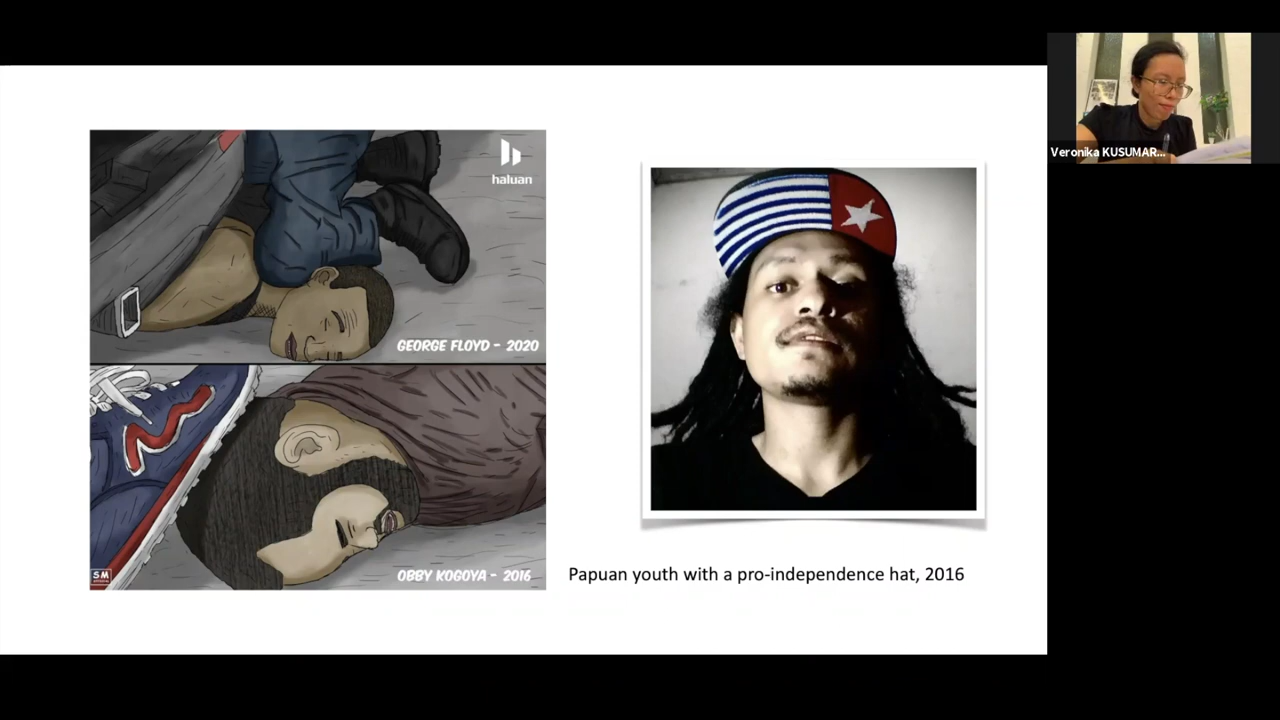 haluan
GEORGE FLOYD - 2020
OBBY KOGOYA - 2016
SM
Papuan youth with a pro-independence hat, 2016
Veronika KUSUMAR...